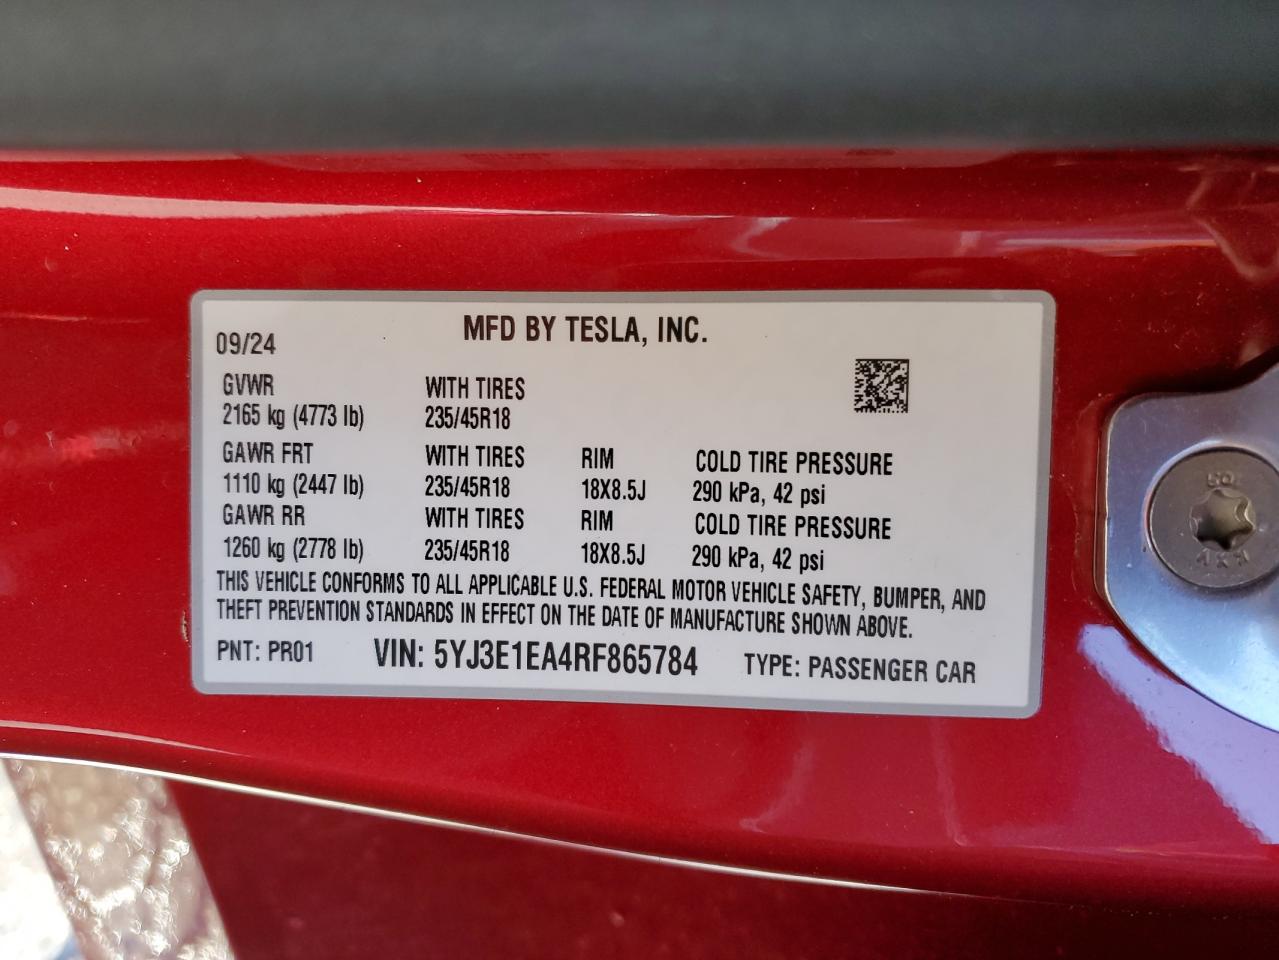 MFD BY TESLA, INC.
09/24
GVWR WITH TIRES
2165 kg (4773 lb) 235/45R18
GAWR FRT WITH TIRES RIM COLD TIRE PRESSURE
1110 kg (2447 lb) 235/45R18 18X8.5J 290 kPa, 42 psi
GAWR RR WITH TIRES RIM COLD TIRE PRESSURE
1260 kg (2778 lb) 235/45R18 18X8.5J 290 kPa, 42 psi
THIS VEHICLE CONFORMS TO ALL APPLICABLE U.S. FEDERAL MOTOR VEHICLE SAFETY, BUMPER, AND
THEFT PREVENTION STANDARDS IN EFFECT ON THE DATE OF MANUFACTURE SHOWN ABOVE.
PNT: PR01 VIN: 5YJ3E1EA4RF865784 TYPE: PASSENGER CAR